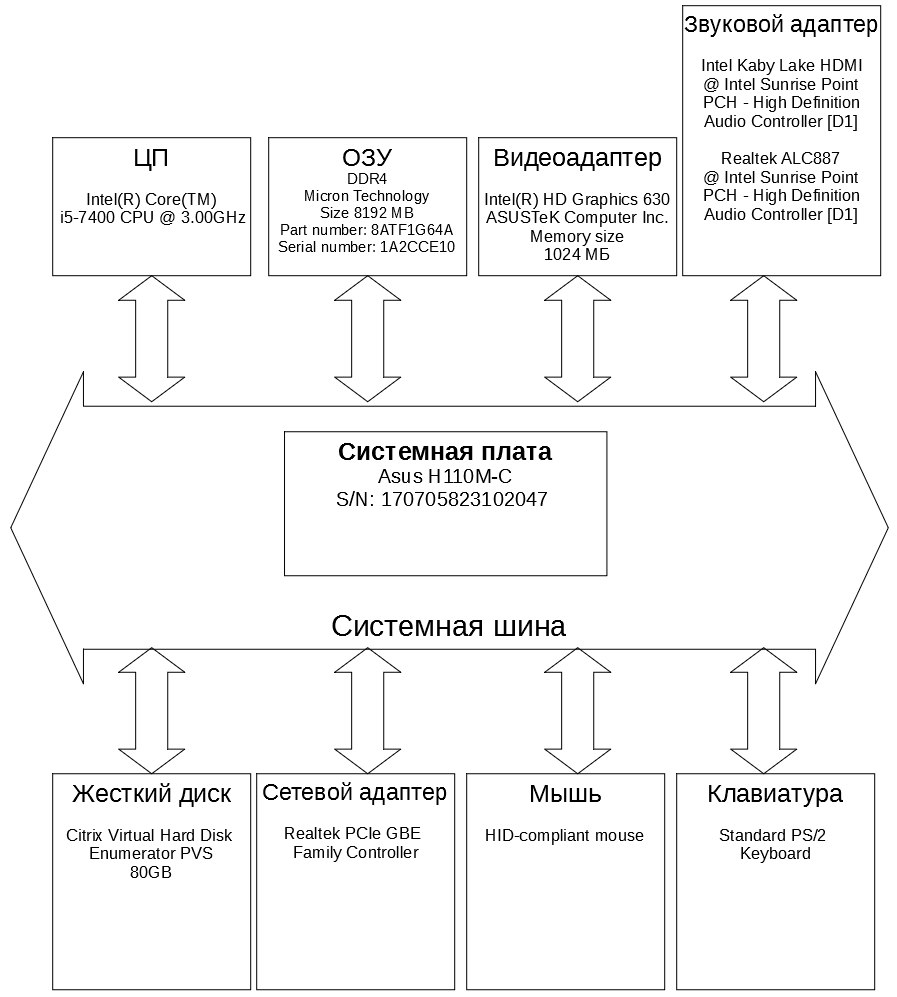 Звуковой адаптер
Intel Kaby Lake HDMI
@ Intel Sunrise Point
PCH - High Definition
Audio Controller [D1]
Realtek ALC887
@ Intel Sunrise Point
PCH - High Definition
Audio Controller [D1]
ЦП
Intel(R) Core(TM)
i5-7400 CPU @ 3.00GHz
ОЗУ
DDR4
Micron Technology
Size 8192 MB
Part number: 8ATF1G64A
Serial number: 1A2CCE10
Видеоадаптер
Intel(R) HD Graphics 630
ASUSTeK Computer Inc.
Memory size
1024 МБ
Системная плата
Asus H110M-C
S/N: 170705823102047
Системная шина
Жесткий диск
Citrix Virtual Hard Disk
Enumerator PVS
80GB
Сетевой адаптер
Realtek PCIe GBE
Family Controller
Мышь
HID-compliant mouse
Клавиатура
Standard PS/2
Keyboard